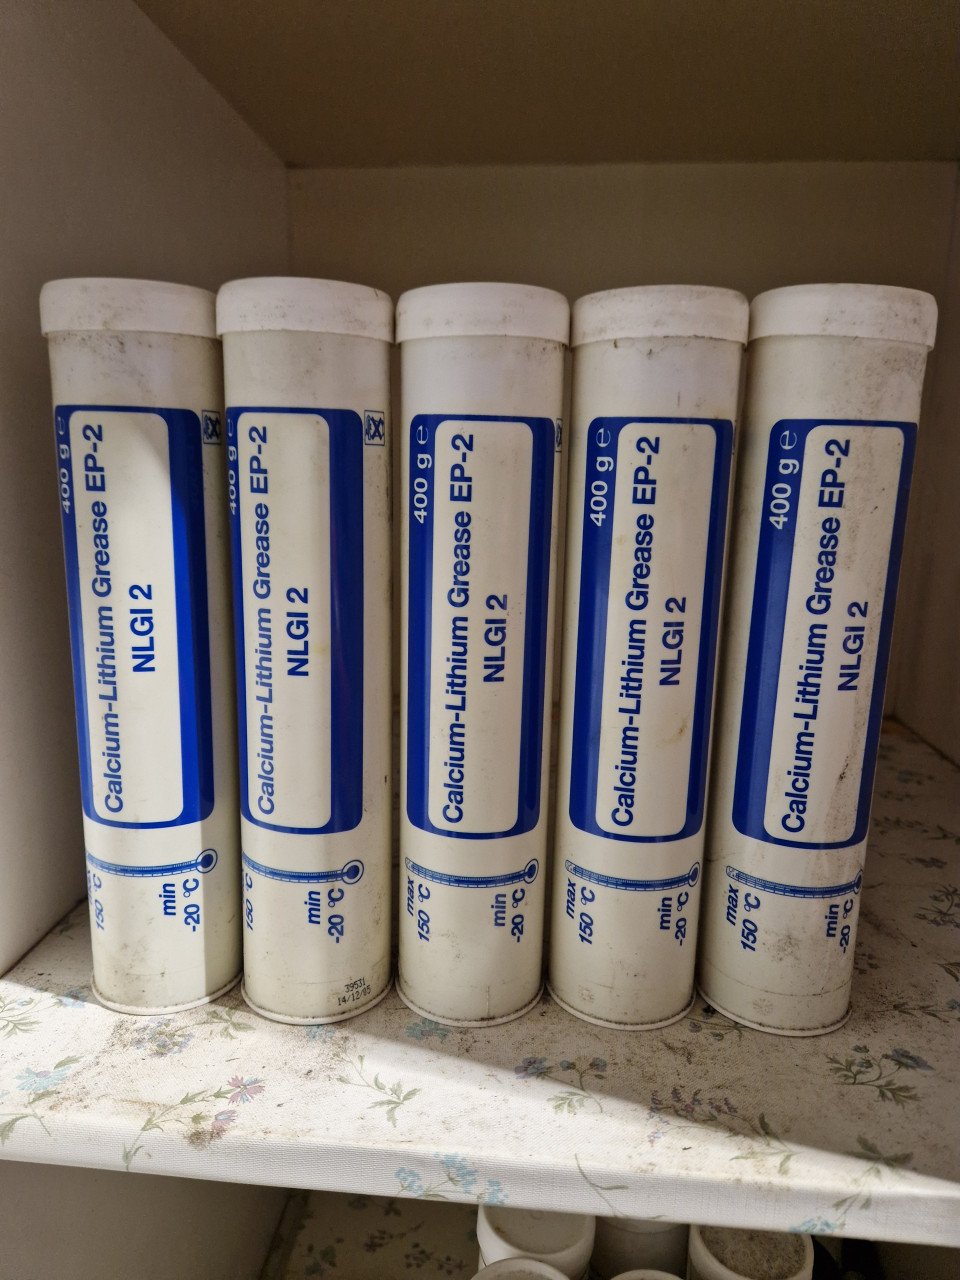 400 g e
Calcium-Lithium Grease EP-2
NLGI 2
150 °C
min
-20 °C
400 g e
Calcium-Lithium Grease EP-2
NLGI 2
150 °C
min
-20 °C
39531
14/12/05
400 g e
Calcium-Lithium Grease EP-2
NLGI 2
max
150 °C
min
-20 °C
400 g e
Calcium-Lithium Grease EP-2
NLGI 2
max
150 °C
min
-20 °C
400 g e
Calcium-Lithium Grease EP-2
NLGI 2
max
150 °C
min
-20 °C